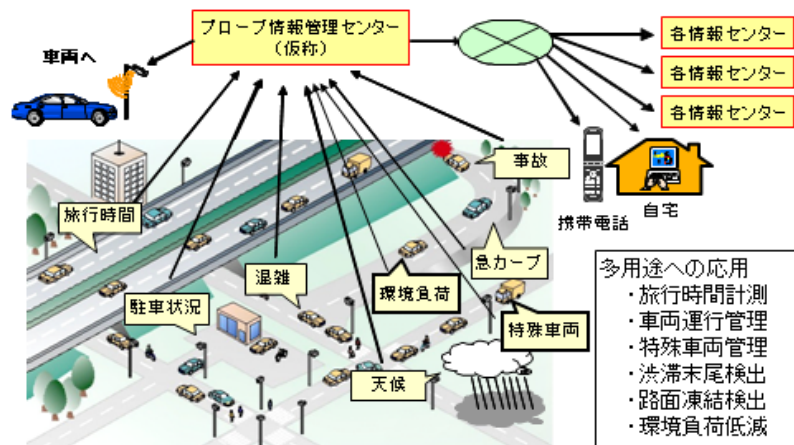 プローブ情報管理センター
（仮称）
車両へ
各情報センター
各情報センター
各情報センター
事故
旅行時間
携帯電話
自宅
混雑
急カーブ
環境負荷
駐車状況
特殊車両
天候
多用途への応用
・旅行時間計測
・車両運行管理
・特殊車両管理
・渋滞末尾検出
・路面凍結検出
・環境負荷低減